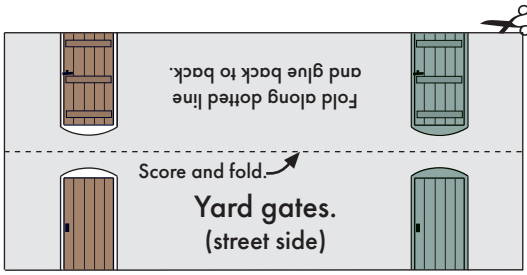 Fold along dotted line
and glue back to back.
Score and fold.
Yard gates.
(street side)